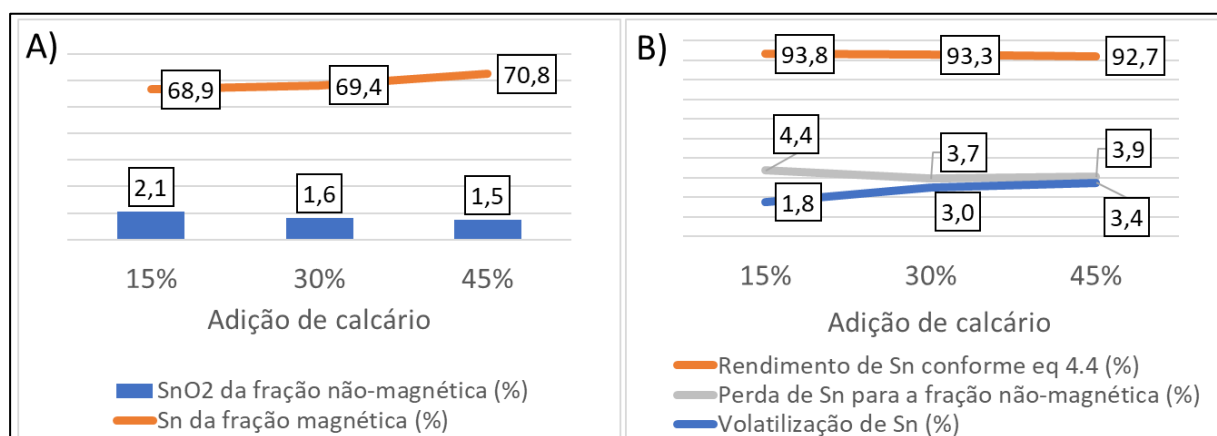 A)
68,9
69,4
70,8
2,1
1,6
1,5
15%
30%
45%
Adição de calcário
SnO2 da fração não-magnética (%)
Sn da fração magnética (%)
B)
93,8
93,3
92,7
4,4
3,7
3,9
1,8
3,0
3,4
15%
30%
45%
Adição de calcário
Rendimento de Sn conforme eq 4.4 (%)
Perda de Sn para a fração não-magnética (%)
Volatilização de Sn (%)